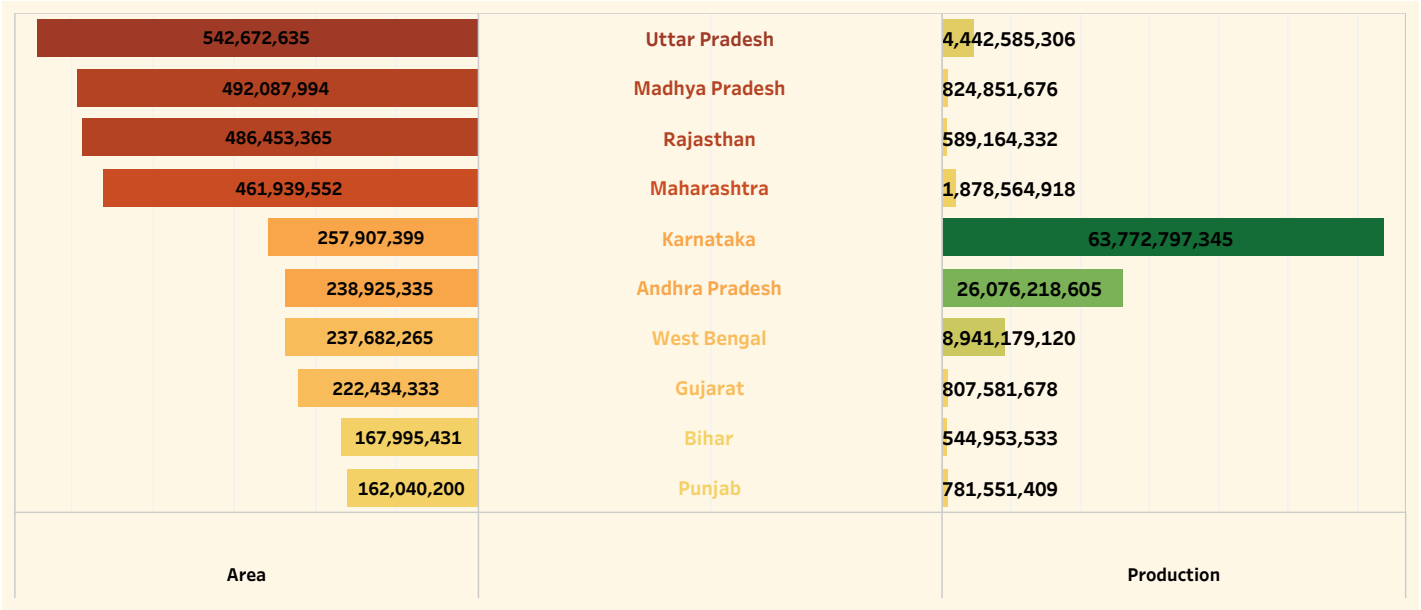 542,672,635 Uttar Pradesh 4,442,585,306
492,087,994 Madhya Pradesh 824,851,676
486,453,365 Rajasthan 589,164,332
461,939,552 Maharashtra 1,878,564,918
257,907,399 Karnataka 63,772,797,345
238,925,335 Andhra Pradesh 26,076,218,605
237,682,265 West Bengal 8,941,179,120
222,434,333 Gujarat 807,581,678
167,995,431 Bihar 544,953,533
162,040,200 Punjab 781,551,409
Area Production